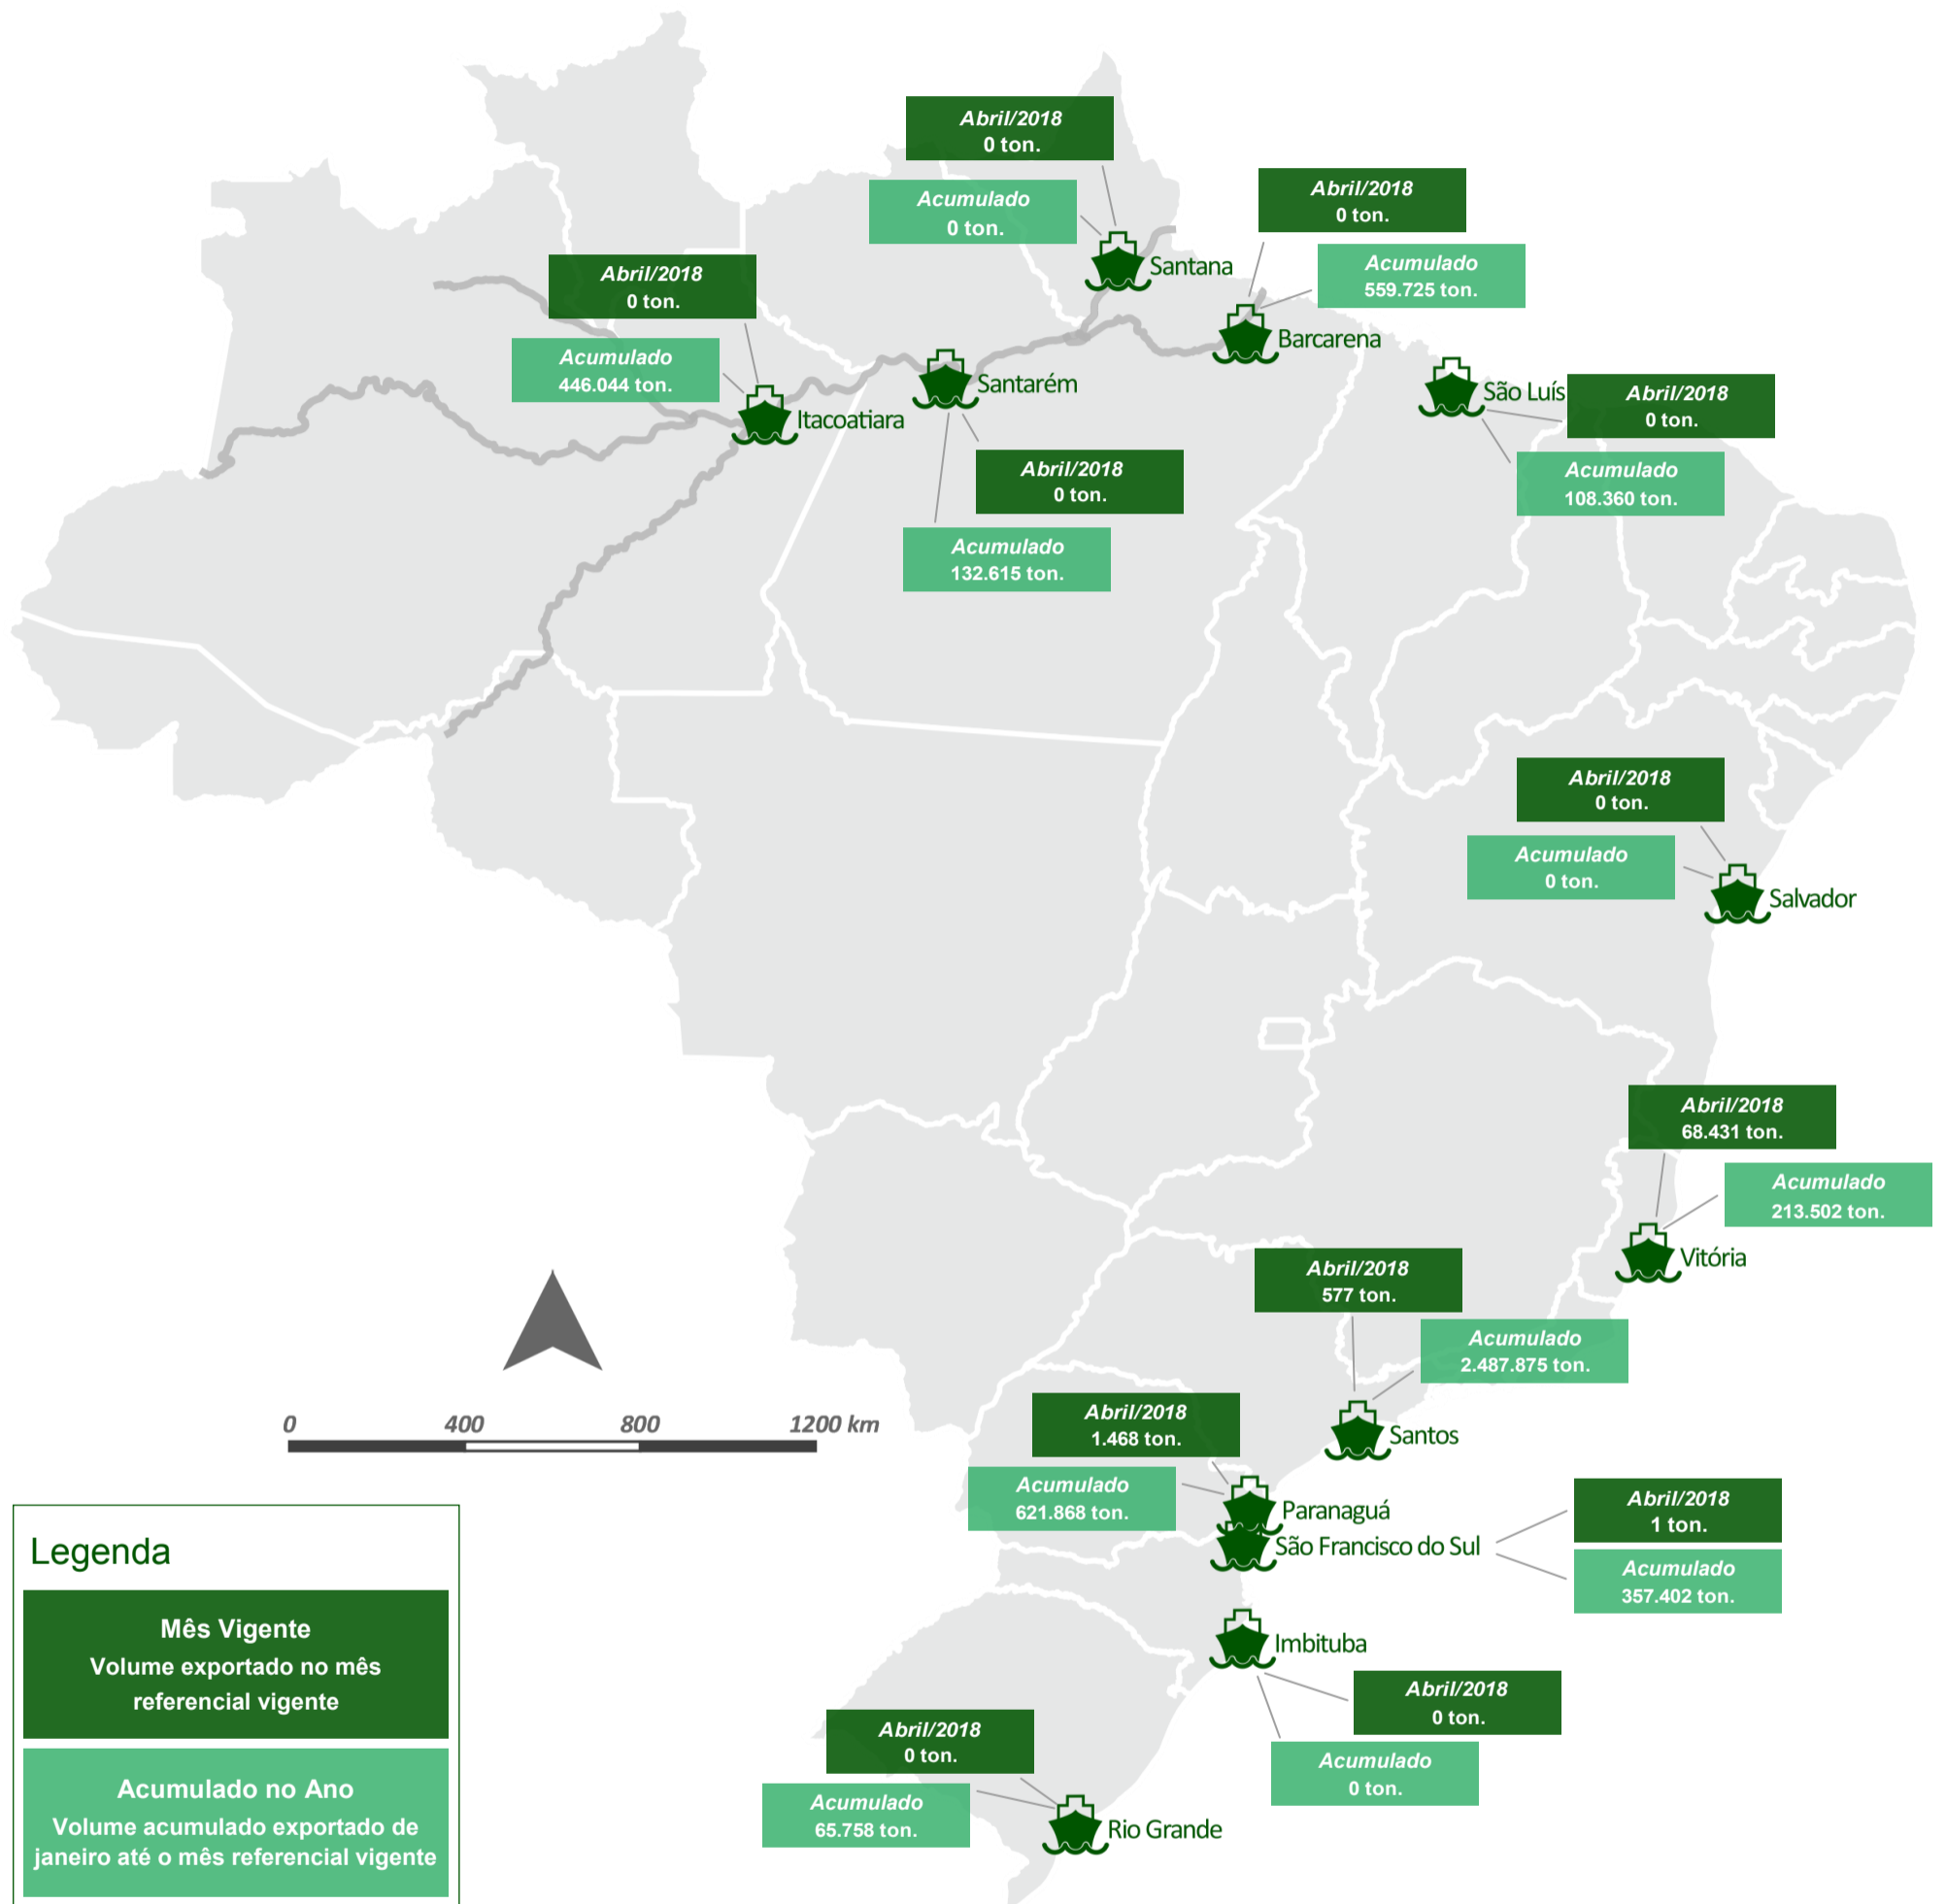 Abril/2018
0 ton.
Acumulado
0 ton.
Santana
Abril/2018
0 ton.
Acumulado
559.725 ton.
Barcarena
Abril/2018
0 ton.
Acumulado
446.044 ton.
Itacoatiara
Santarém
Abril/2018
0 ton.
Acumulado
132.615 ton.
São Luís
Abril/2018
0 ton.
Acumulado
108.360 ton.
Abril/2018
0 ton.
Acumulado
0 ton.
Salvador
Abril/2018
68.431 ton.
Acumulado
213.502 ton.
Vitória
Abril/2018
577 ton.
Acumulado
2.487.875 ton.
Santos
Abril/2018
1.468 ton.
Acumulado
621.868 ton.
Paranaguá
São Francisco do Sul
Abril/2018
1 ton.
Acumulado
357.402 ton.
Imbituba
Abril/2018
0 ton.
Acumulado
0 ton.
Abril/2018
0 ton.
Acumulado
65.758 ton.
Rio Grande
0 400 800 1200 km
Legenda
Mês Vigente
Volume exportado no mês
referencial vigente
Acumulado no Ano
Volume acumulado exportado de
janeiro até o mês referencial vigente